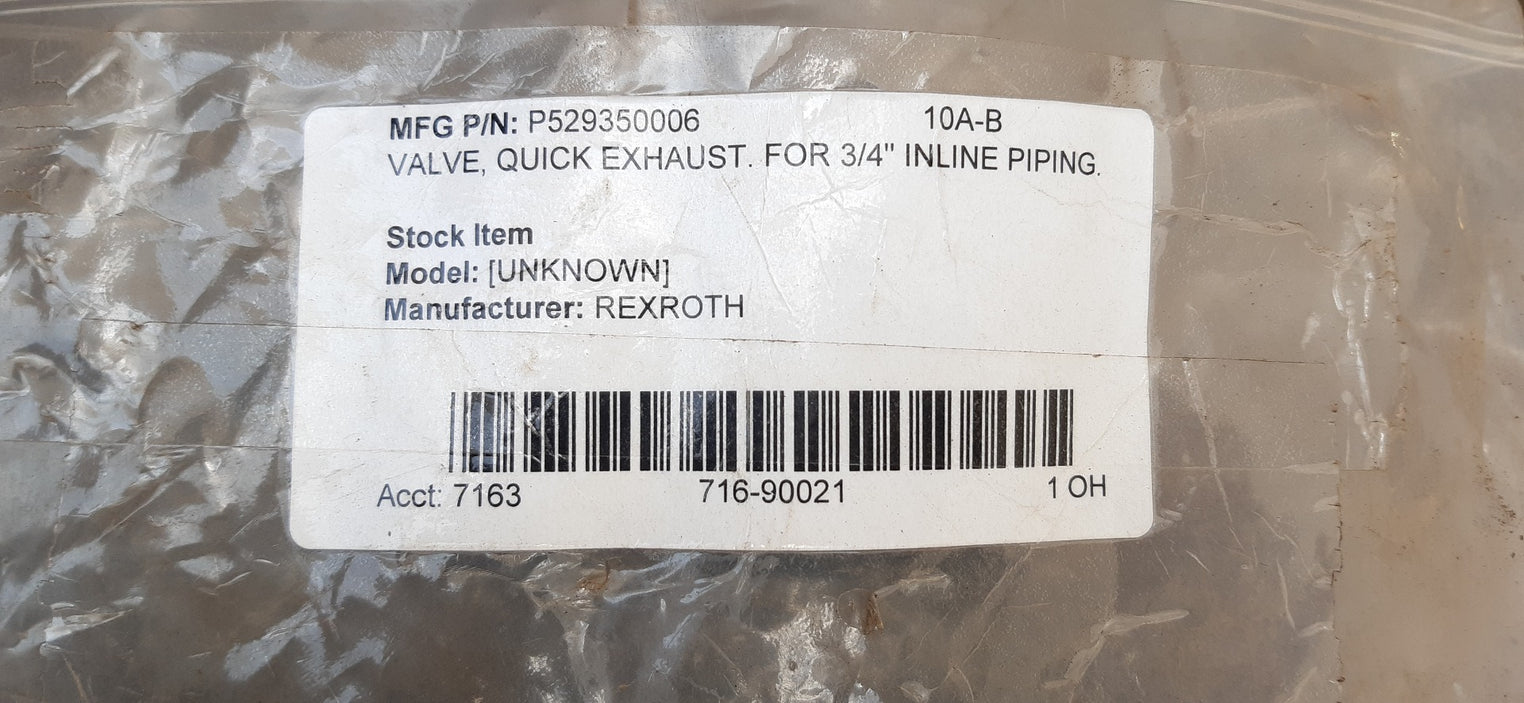 MFG P/N: P529350006 10A-B
VALVE, QUICK EXHAUST. FOR 3/4" INLINE PIPING.
Stock Item
Model: [UNKNOWN]
Manufacturer: REXROTH
Acct: 7163 716-90021 1 OH